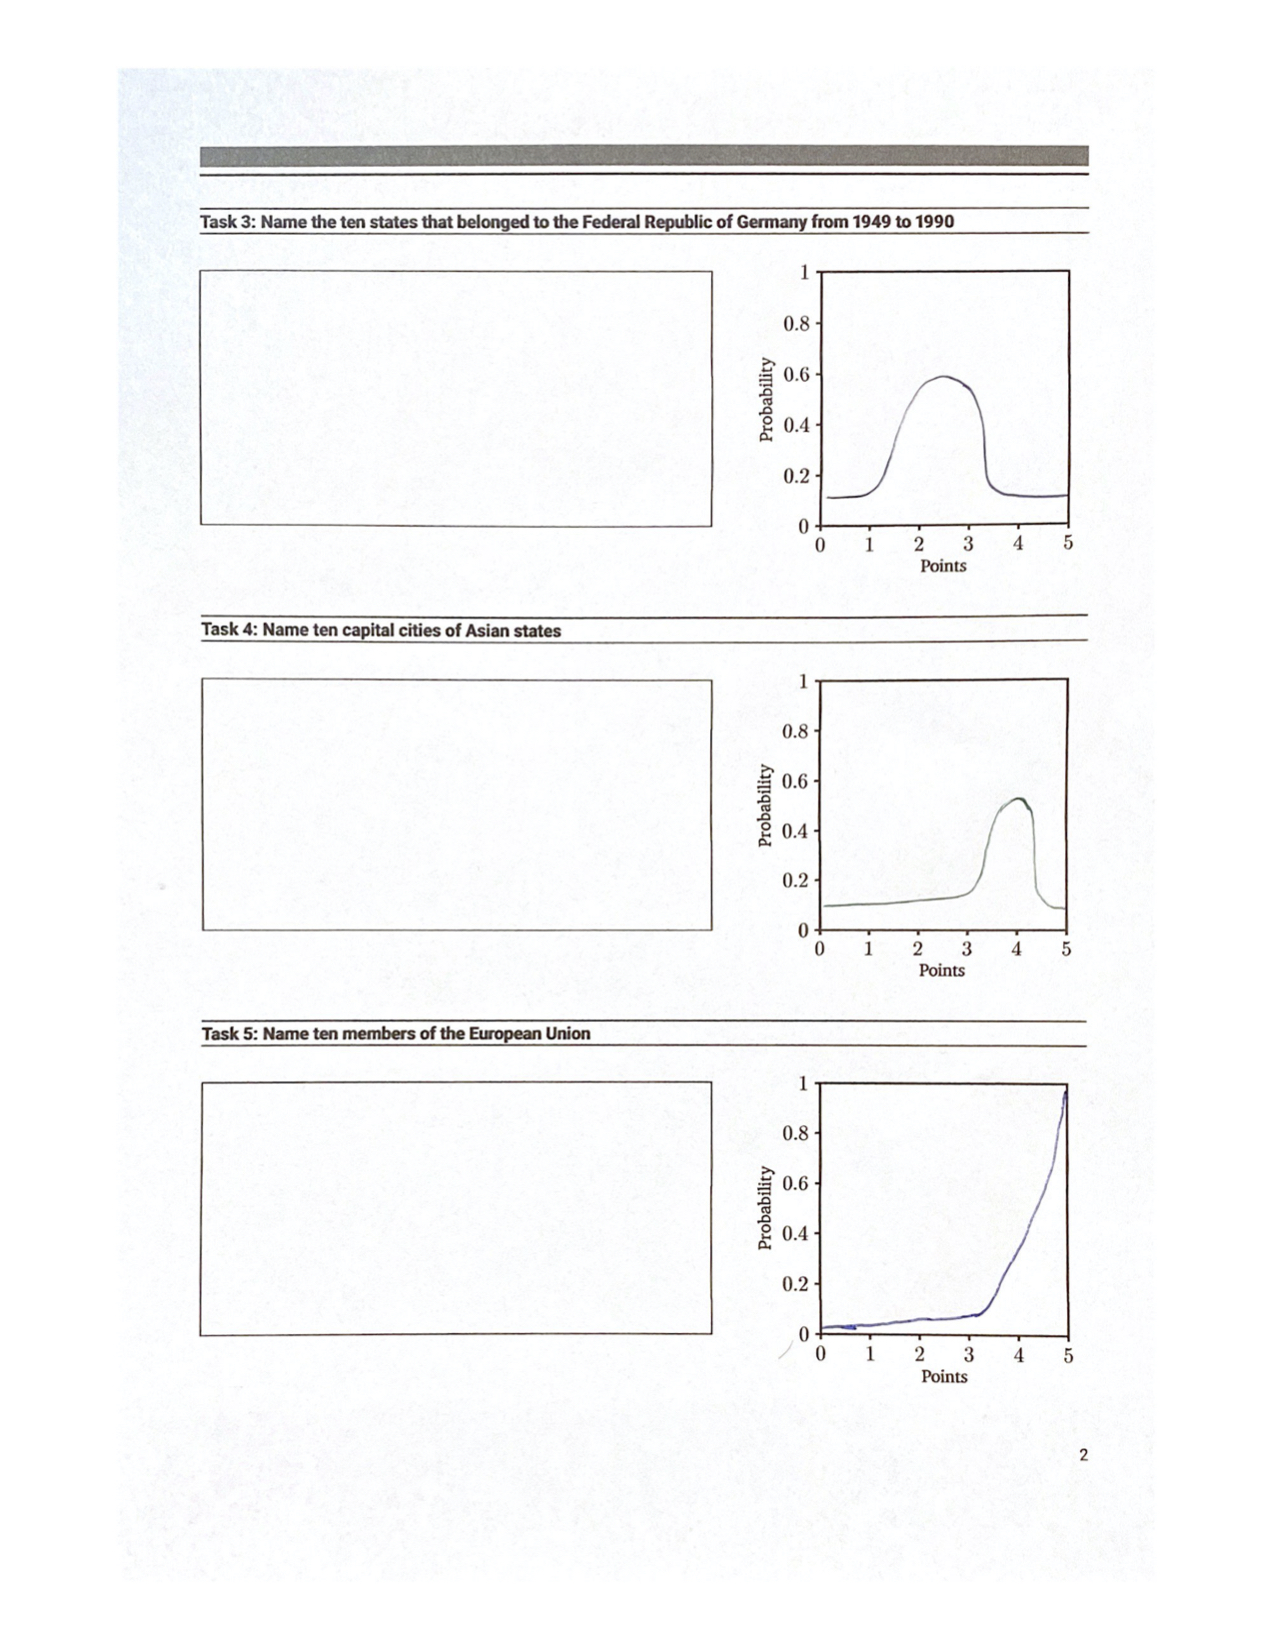 Task 3: Name the ten states that belonged to the Federal Republic of Germany from 1949 to 1990
1
0.8
0.6
0.4
0.2
0
Probability
0 1 2 3 4 5
Points
Task 4: Name ten capital cities of Asian states
1
0.8
0.6
0.4
0.2
0
Probability
0 1 2 3 4 5
Points
Task 5: Name ten members of the European Union
1
0.8
0.6
0.4
0.2
0
Probability
0 1 2 3 4 5
Points
2